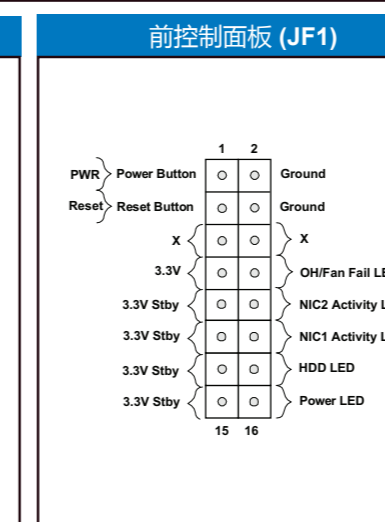 前控制面板 (JF1)
1 2
PWR Power Button Ground
Reset Reset Button Ground
X X
3.3V OH/Fan Fail
3.3V Stby NIC2 Activity
3.3V Stby NIC1 Activity
3.3V Stby HDD LED
3.3V Stby Power LED
15 16